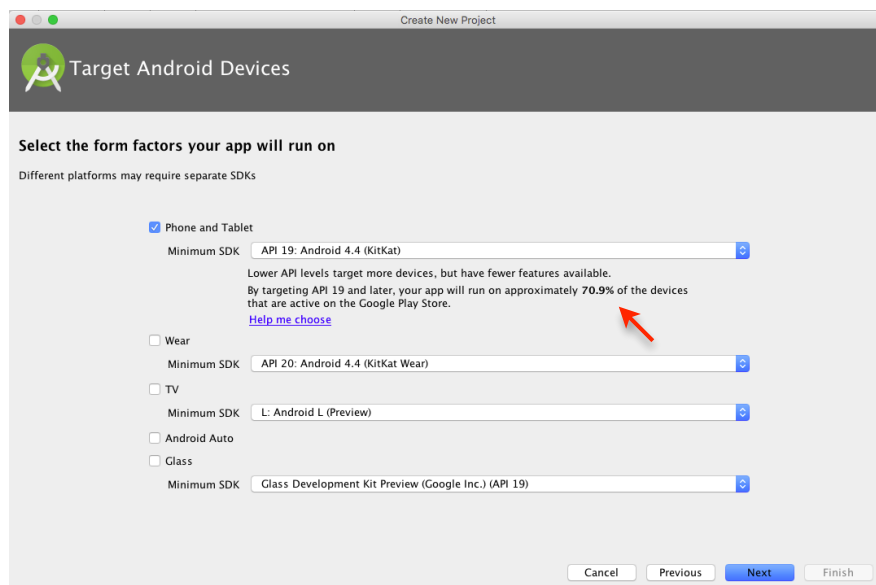 Create New Project
Target Android Devices
Select the form factors your app will run on
Different platforms may require separate SDKs
Phone and Tablet
Minimum SDK API 19: Android 4.4 (KitKat)
Lower API levels target more devices, but have fewer features available.
By targeting API 19 and later, your app will run on approximately 70.9% of the devices
that are active on the Google Play Store.
Help me choose
Wear
Minimum SDK API 20: Android 4.4 (KitKat Wear)
TV
Minimum SDK L: Android L (Preview)
Android Auto
Glass
Minimum SDK Glass Development Kit Preview (Google Inc.) (API 19)
Cancel Previous Next Finish